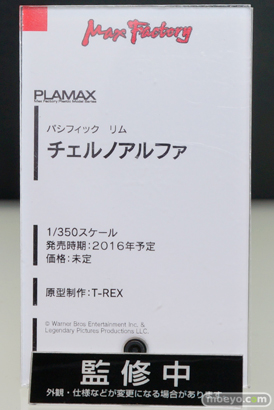 Max Factory
PLAMAX
Max Factory Plastic Model Series
パシフィック リム
チェルノアルファ
1/350スケール
発売時期:2016年予定
価格:未定
原型制作:T-REX
© Warner Bros Entertainment Inc. &
Legendary Pictures Productions LLC.
監修中
外観・仕様などが変更になる場合があります
moeyo.com